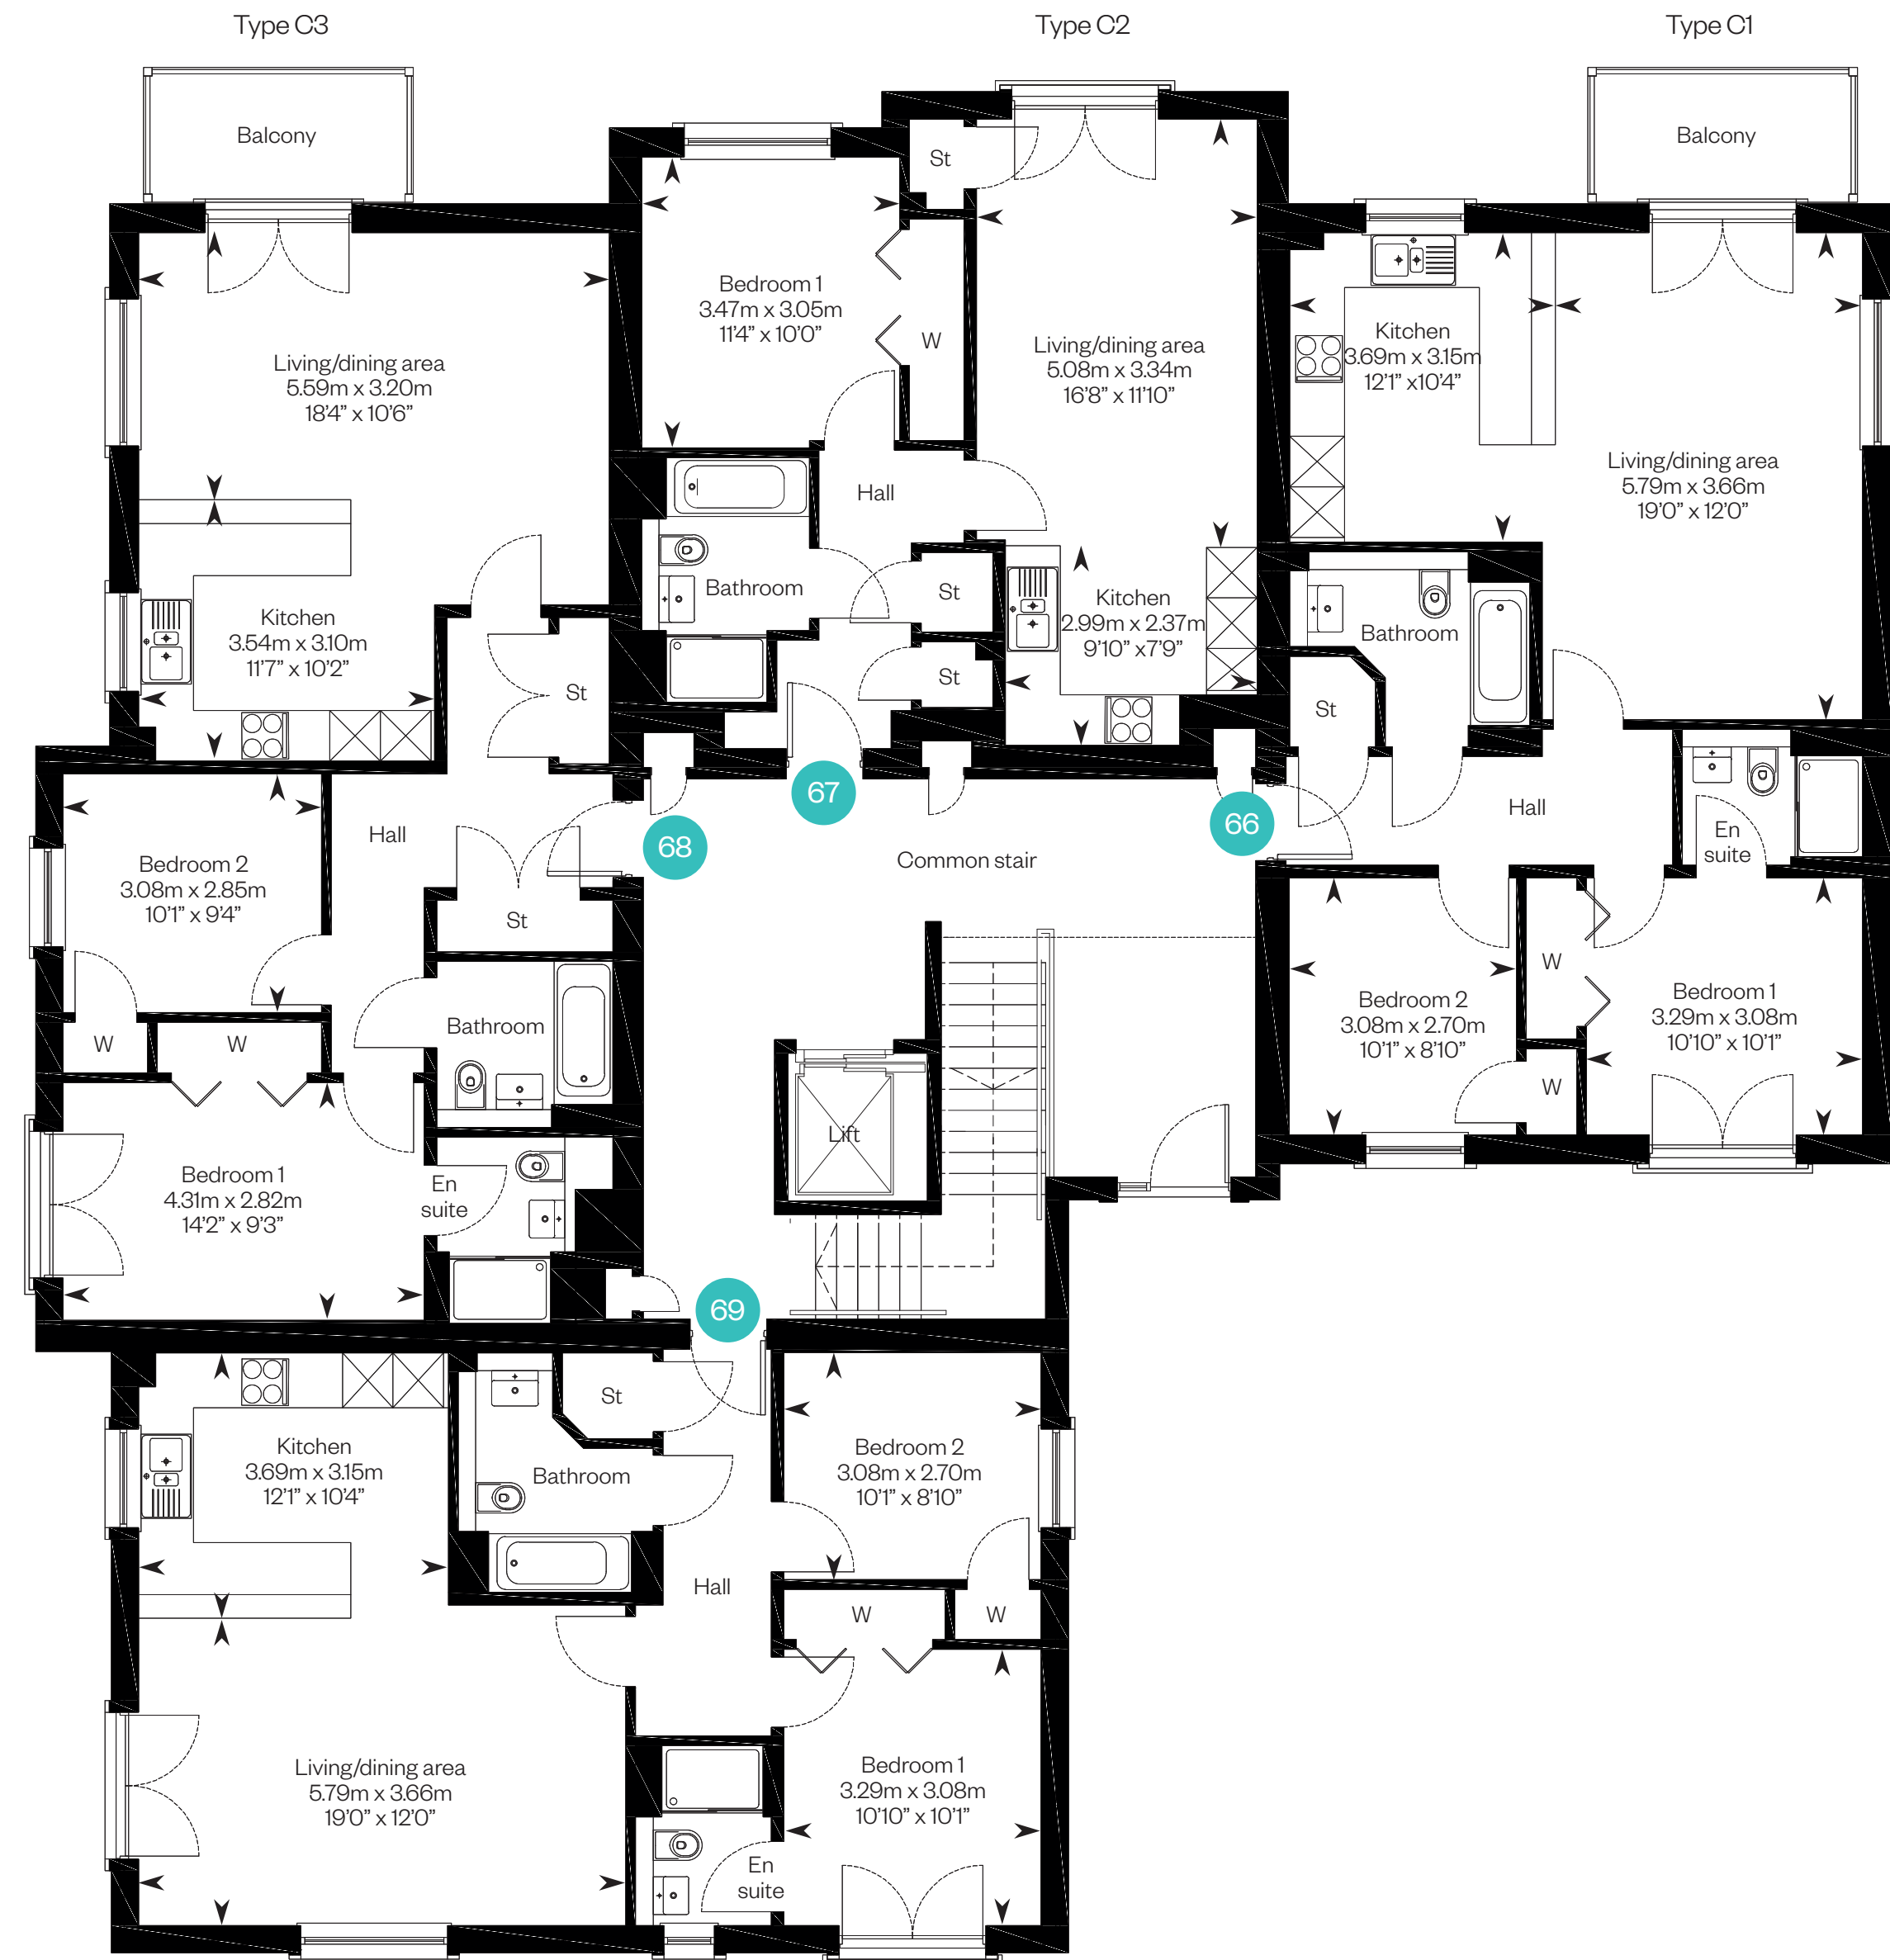 Type C3
Type C2
Type C1
Balcony
Balcony
St
Bedroom 1
3.47m x 3.05m
11'4” x 10'0”
W
Living/dining area
5.59m x 3.20m
18'4” x 10'6”
Living/dining area
5.08m x 3.34m
16'8” x 11'10”
Kitchen
3.69m x 3.15m
12'1” x10'4”
Living/dining area
5.79m x 3.66m
19'0” x 12'0”
Hall
Bathroom
St
Kitchen
2.99m x 2.37m
9'10” x7'9”
St
Kitchen
3.54m x 3.10m
11'7” x 10'2”
St
Bathroom
St
67
66
68
Hall
Common stair
Hall
En
suite
Bedroom 2
3.08m x 2.85m
10'1” x 9'4”
St
W
W
Bathroom
Bedroom 2
3.08m x 2.70m
10'1” x 8'10”
W
Bedroom 1
3.29m x 3.08m
10'10” x 10'1”
W
Lift
Bedroom 1
4.31m x 2.82m
14'2” x 9'3”
En
suite
69
St
Kitchen
3.69m x 3.15m
12'1” x 10'4”
Bathroom
Bedroom 2
3.08m x 2.70m
10'1” x 8'10”
Hall
W
W
Living/dining area
5.79m x 3.66m
19'0” x 12'0”
Bedroom 1
3.29m x 3.08m
10'10” x 10'1”
En
suite